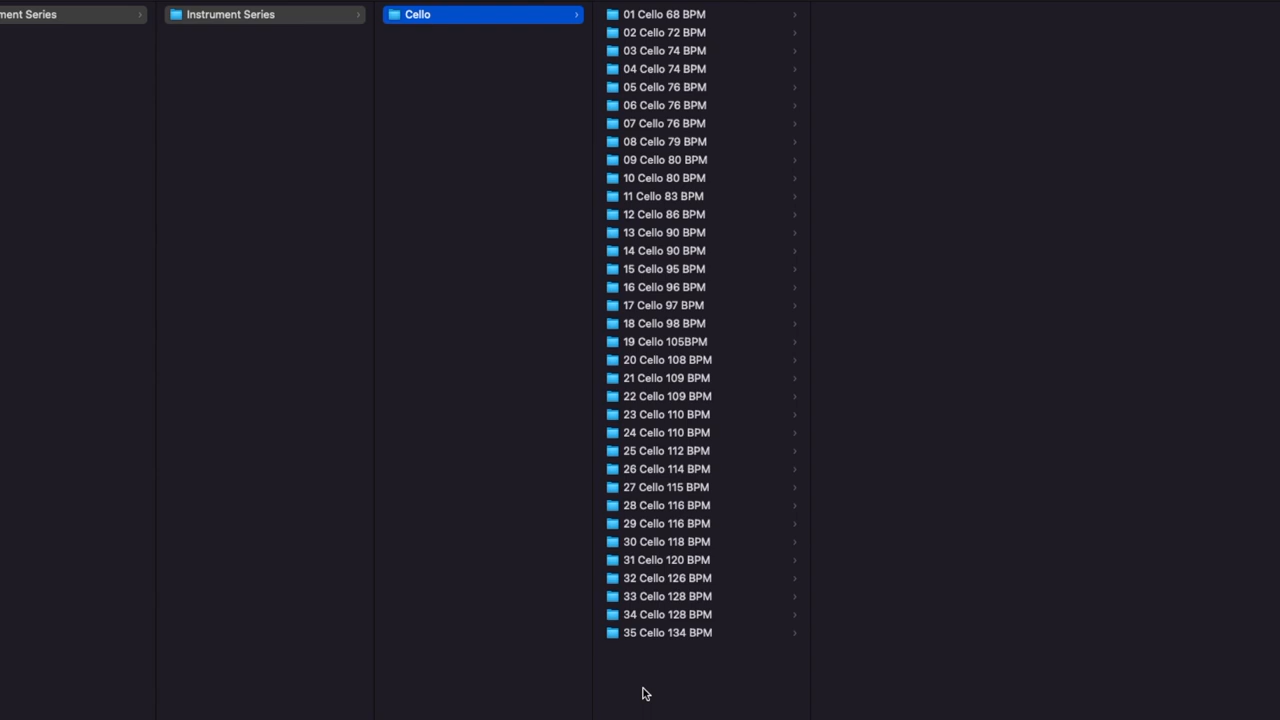 ment Series
Instrument Series
Cello
01 Cello 68 BPM
02 Cello 72 BPM
03 Cello 74 BPM
04 Cello 74 BPM
05 Cello 76 BPM
06 Cello 76 BPM
07 Cello 76 BPM
08 Cello 79 BPM
09 Cello 80 BPM
10 Cello 80 BPM
11 Cello 83 BPM
12 Cello 86 BPM
13 Cello 90 BPM
14 Cello 90 BPM
15 Cello 95 BPM
16 Cello 96 BPM
17 Cello 97 BPM
18 Cello 98 BPM
19 Cello 105BPM
20 Cello 108 BPM
21 Cello 109 BPM
22 Cello 109 BPM
23 Cello 110 BPM
24 Cello 110 BPM
25 Cello 112 BPM
26 Cello 114 BPM
27 Cello 115 BPM
28 Cello 116 BPM
29 Cello 116 BPM
30 Cello 118 BPM
31 Cello 120 BPM
32 Cello 126 BPM
33 Cello 128 BPM
34 Cello 128 BPM
35 Cello 134 BPM